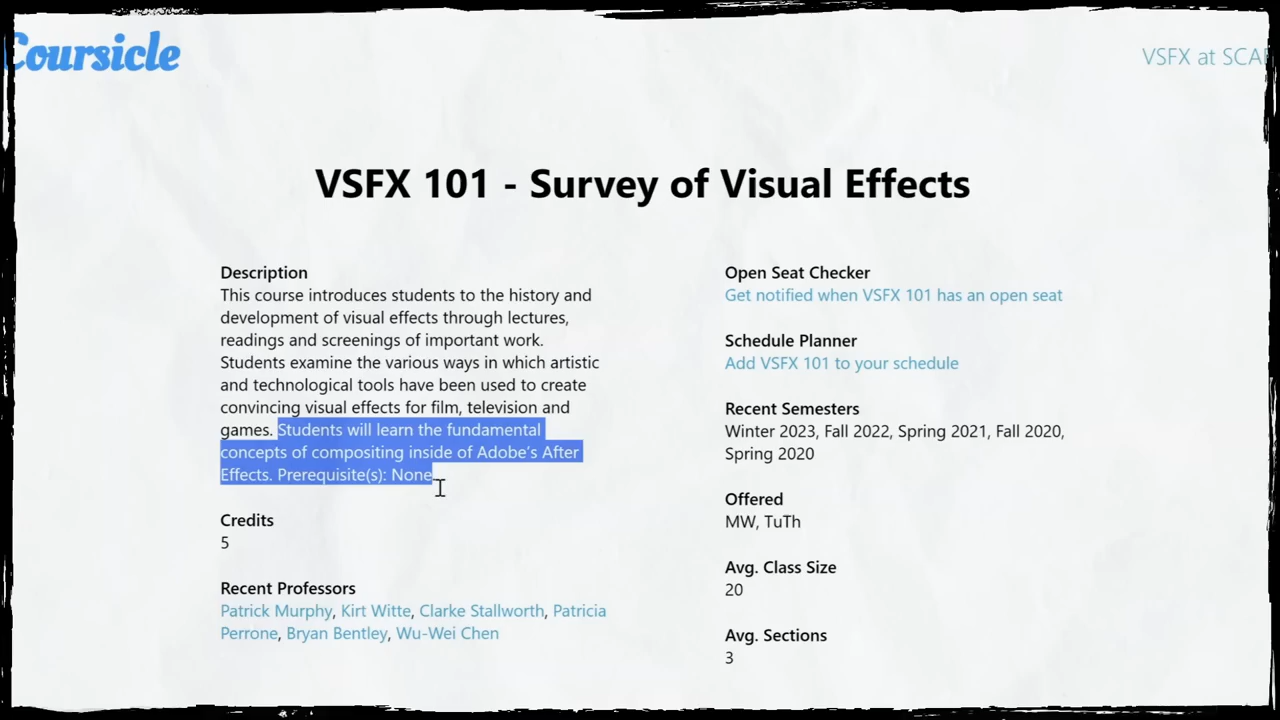 Coursicle
VSFX at SCAD
VSFX 101 - Survey of Visual Effects
Description
This course introduces students to the history and
development of visual effects through lectures,
readings and screenings of important work.
Students examine the various ways in which artistic
and technological tools have been used to create
convincing visual effects for film, television and
games. Students will learn the fundamental
concepts of compositing inside of Adobe's After
Effects. Prerequisite(s): None
Credits
5
Recent Professors
Patrick Murphy, Kirt Witte, Clarke Stallworth, Patricia
Perrone, Bryan Bentley, Wu-Wei Chen
Open Seat Checker
Get notified when VSFX 101 has an open seat
Schedule Planner
Add VSFX 101 to your schedule
Recent Semesters
Winter 2023, Fall 2022, Spring 2021, Fall 2020,
Spring 2020
Offered
MW, TuTh
Avg. Class Size
20
Avg. Sections
3